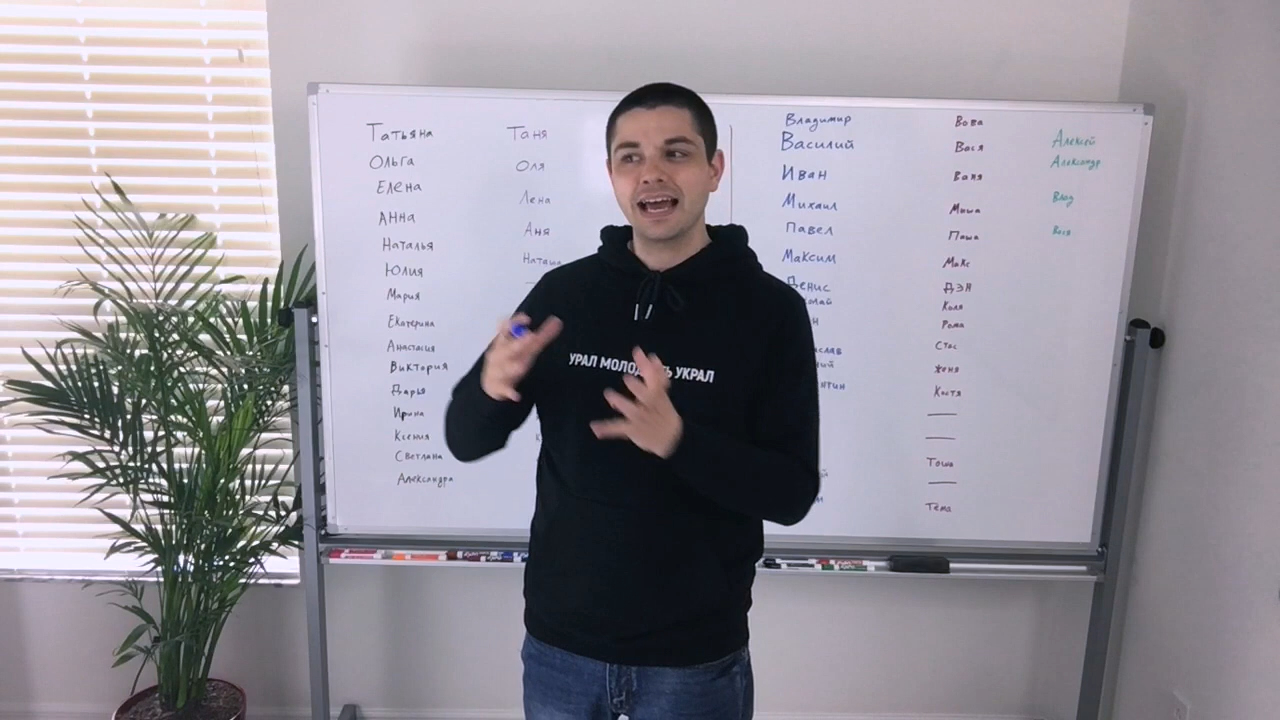 Татьяна
Ольга
Елена
Анна
Наталья
Юлия
Мария
Екатерина
Анастасия
Виктория
Дарья
Ирина
Ксения
Светлана
Александра
Таня
Оля
Лена
Аня
Наташа
УРАЛ УКРАЛ
Владимир
Василий
Иван
Михаил
Павел
Максим
Денис
Вова
Вася
Ваня
Миша
Паша
Макс
Дэн
Коля
Рома
Стас
Женя
Костя
Тоша
Тёма
Алексей
Александр
Влад
Вася